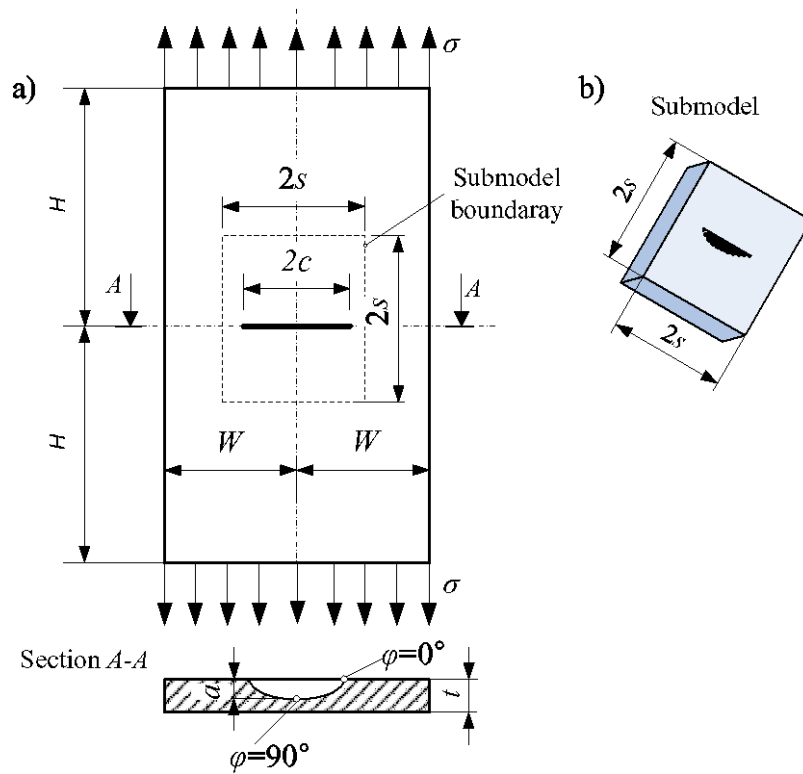 σ
a)
b)
Submodel
2s
Submodel
boundaray
2s
H
2c
A
A
2s
2s
H
W
W
σ
Section A-A
φ=0°
a
t
φ=90°